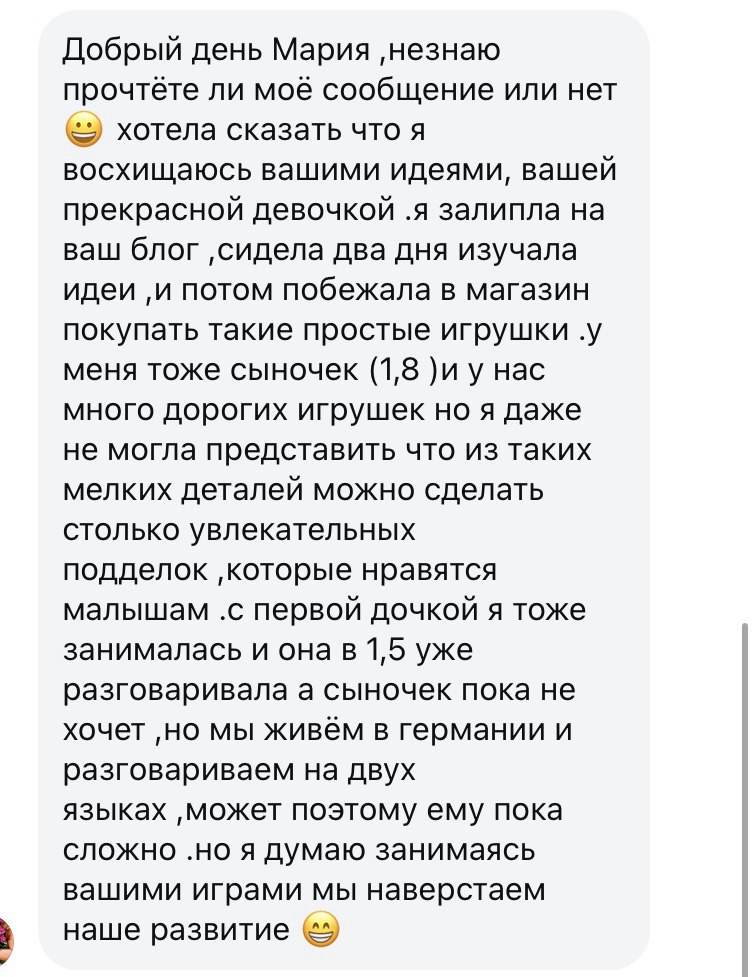 Добрый день Мария ,незнаю
прочтёте ли моё сообщение или нет
😀 хотела сказать что я
восхищаюсь вашими идеями, вашей
прекрасной девочкой .я залипла на
ваш блог ,сидела два дня изучала
идеи ,и потом побежала в магазин
покупать такие простые игрушки .у
меня тоже сыночек (1,8 )и у нас
много дорогих игрушек но я даже
не могла представить что из таких
мелких деталей можно сделать
столько увлекательных
подделок ,которые нравятся
малышам .с первой дочкой я тоже
занималась и она в 1,5 уже
разговаривала а сыночек пока не
хочет ,но мы живём в германии и
разговариваем на двух
языках ,может поэтому ему пока
сложно .но я думаю занимаясь
вашими играми мы наверстаем
наше развитие 😁